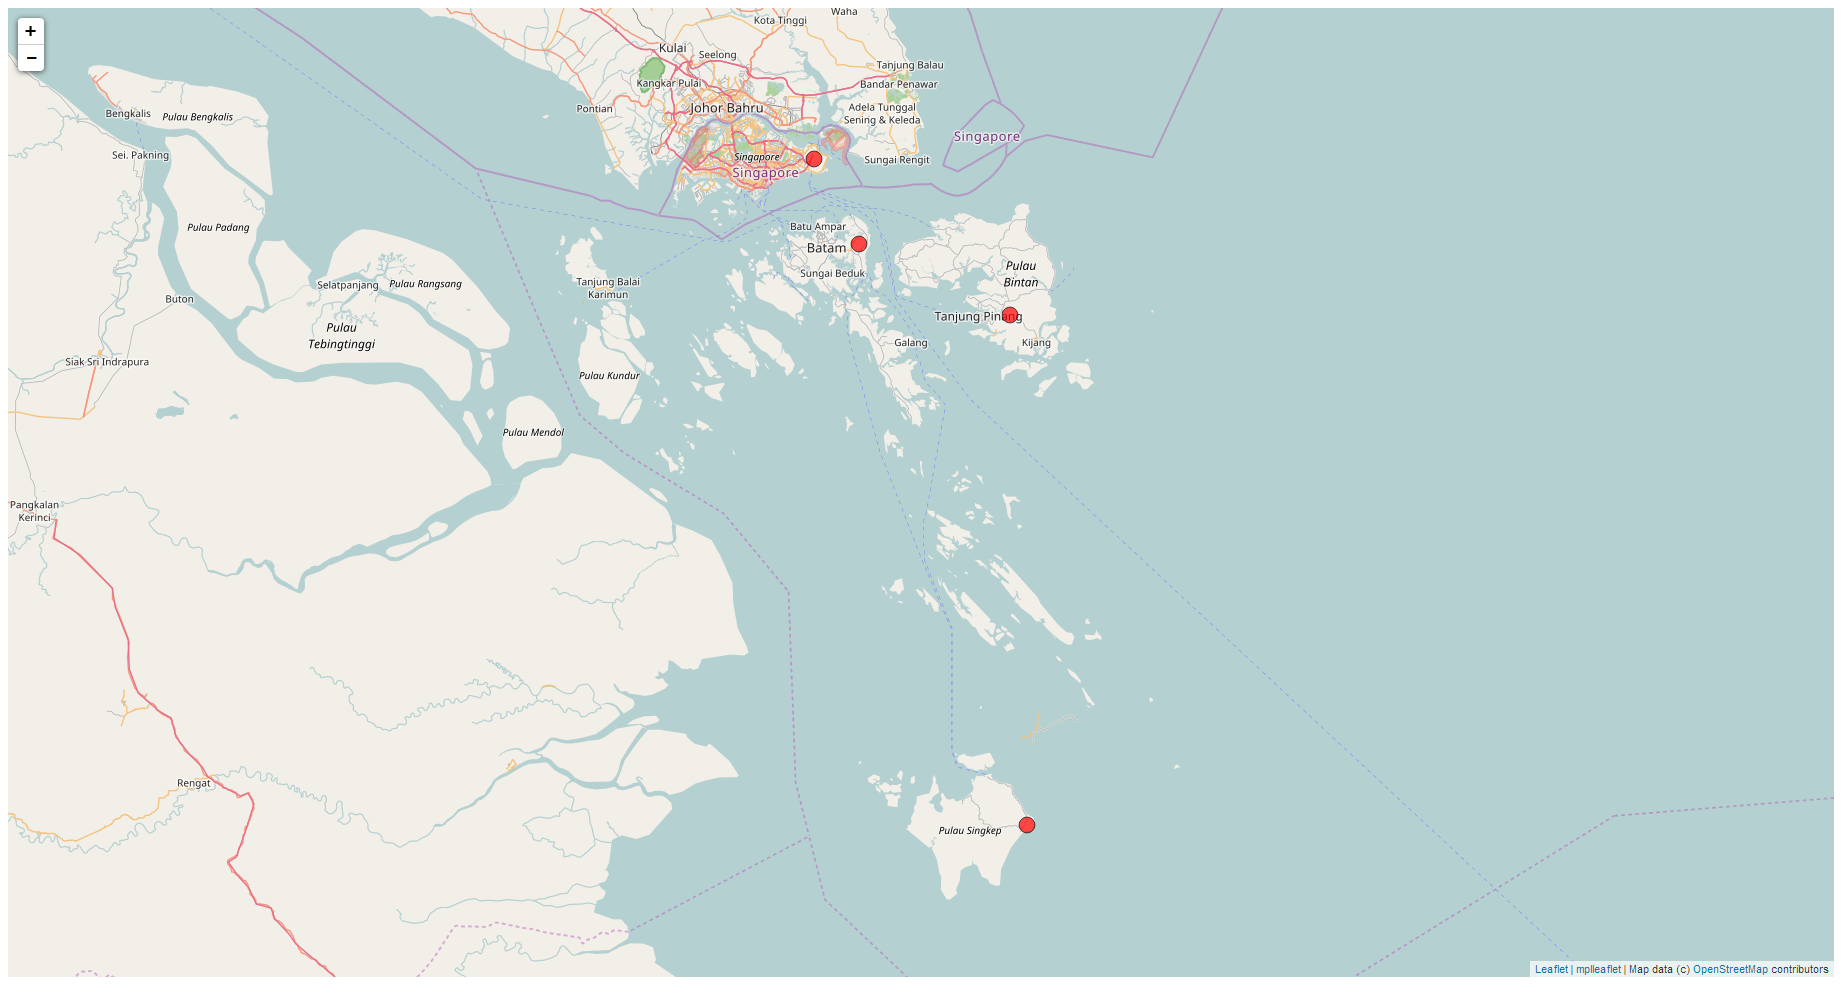 +
−
Waha
Kota Tinggi
Kulai
Seelong
Tanjung Balau
Kangkar Pulai
Bandar Penawar
Pontian
Johor Bahru
Adela Tunggal
Sening & Keleda
Bengkalis
Pulau Bengkalis
Singapore
Sei. Pakning
Singapore
Sungai Rengit
Singapore
Pulau Padang
Batu Ampar
Batam
Pulau
Bintan
Sungai Beduk
Selatpanjang
Pulau Rangsang
Tanjung Balai
Karimun
Buton
Tanjung Pinang
Pulau
Tebingtinggi
Galang
Kijang
Siak Sri Indrapura
Pulau Kundur
Pulau Mendol
Pangkalan
Kerinci
Rengat
Pulau Singkep
Leaflet | mplleaflet | Map data (c) OpenStreetMap contributors